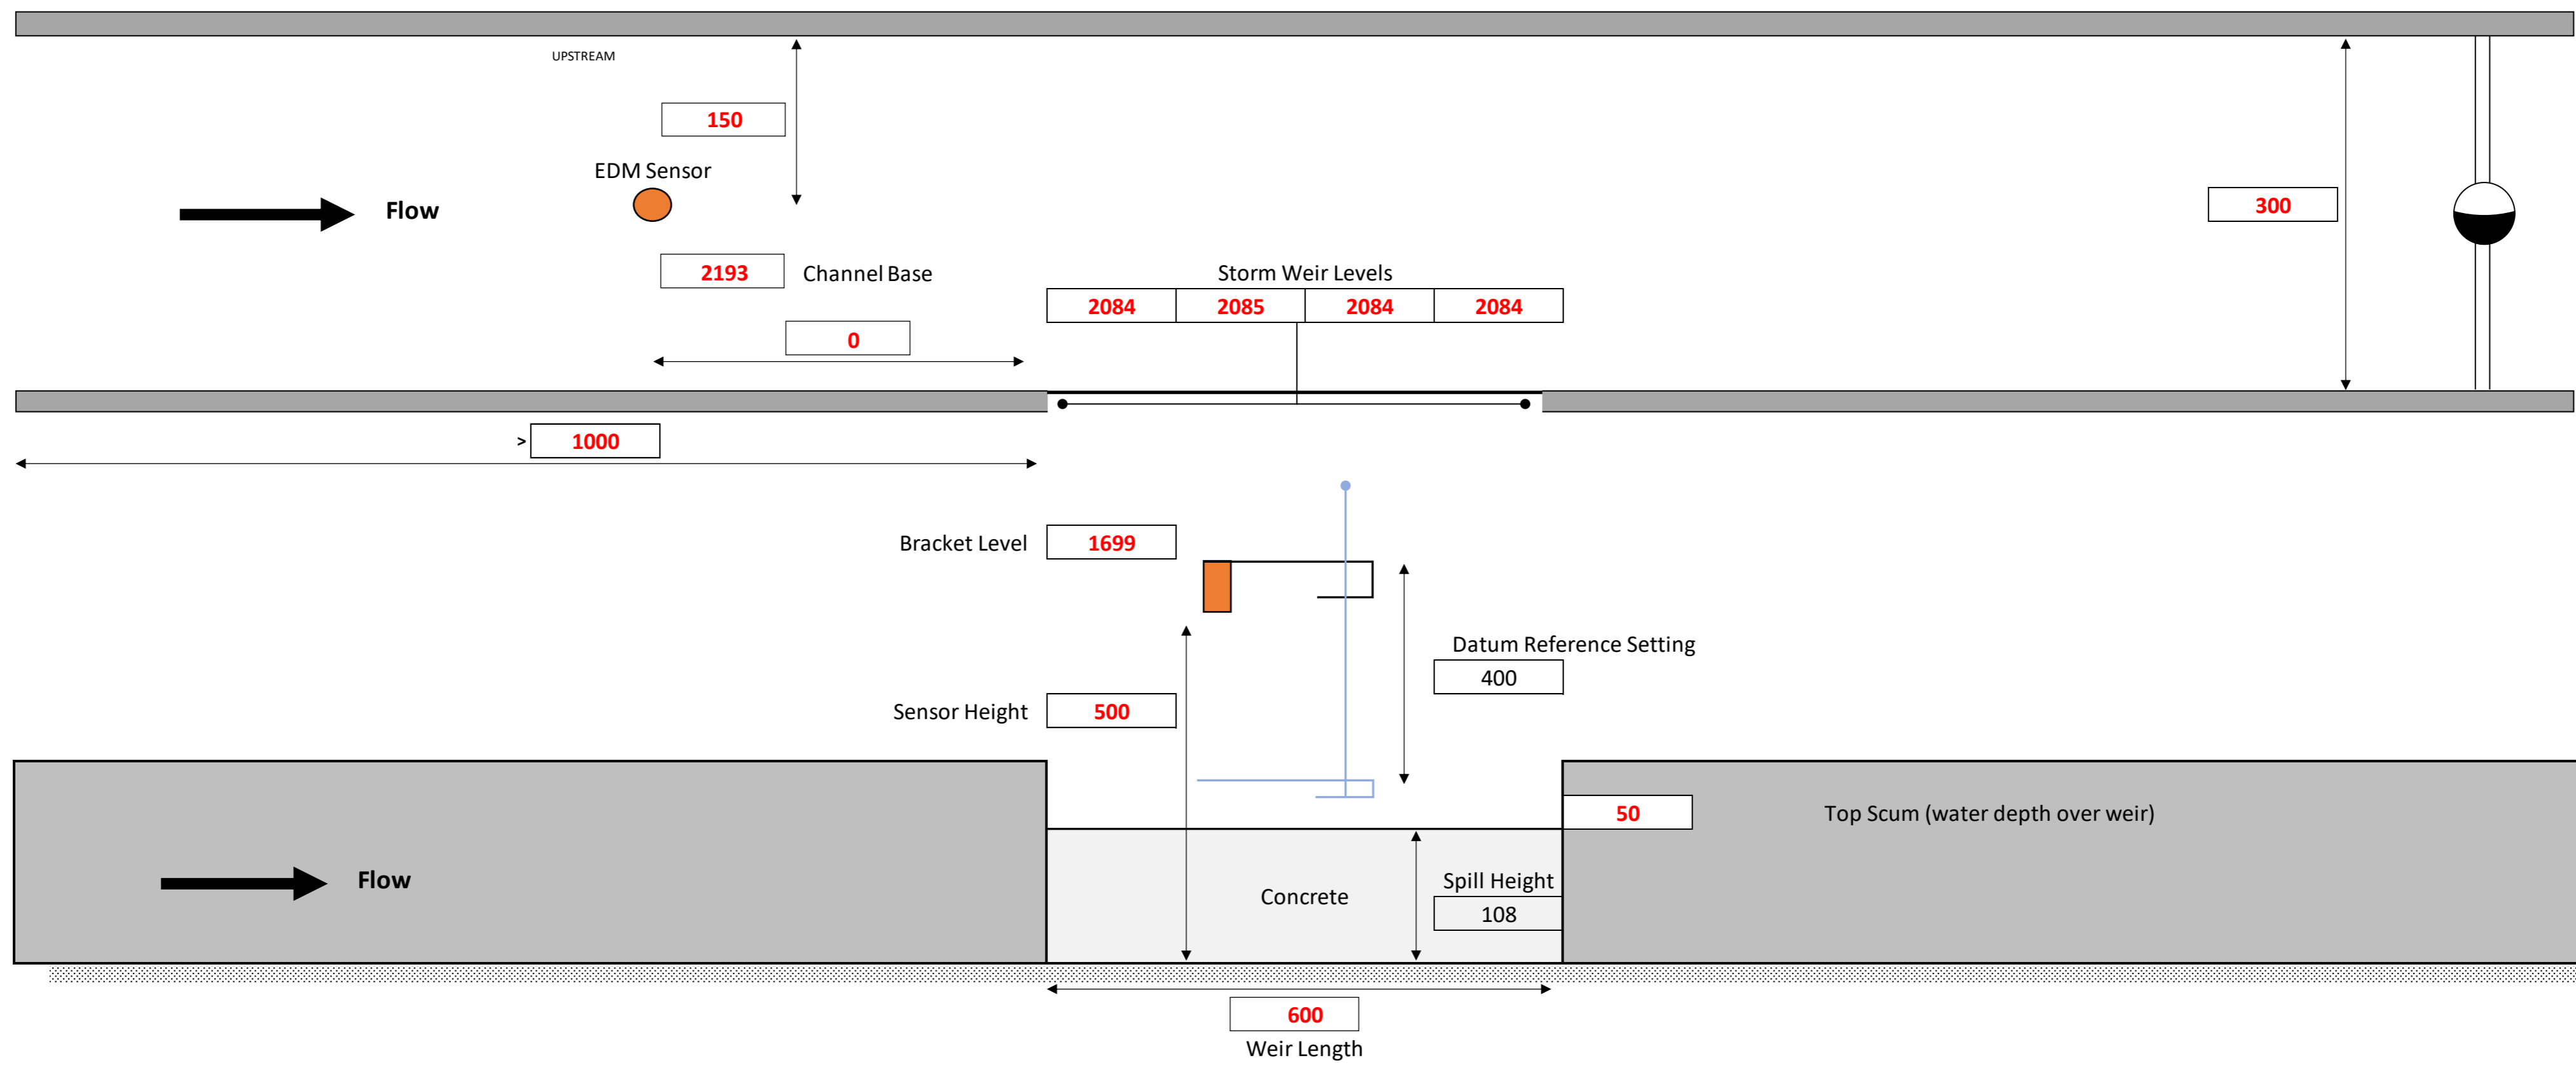 UPSTREAM
150
EDM Sensor
Flow
300
2193 Channel Base
Storm Weir Levels
2084 2085 2084 2084
0
> 1000
Bracket Level 1699
Datum Reference Setting
400
Sensor Height 500
50 Top Scum (water depth over weir)
Flow
Spill Height
Concrete
108
600
Weir Length